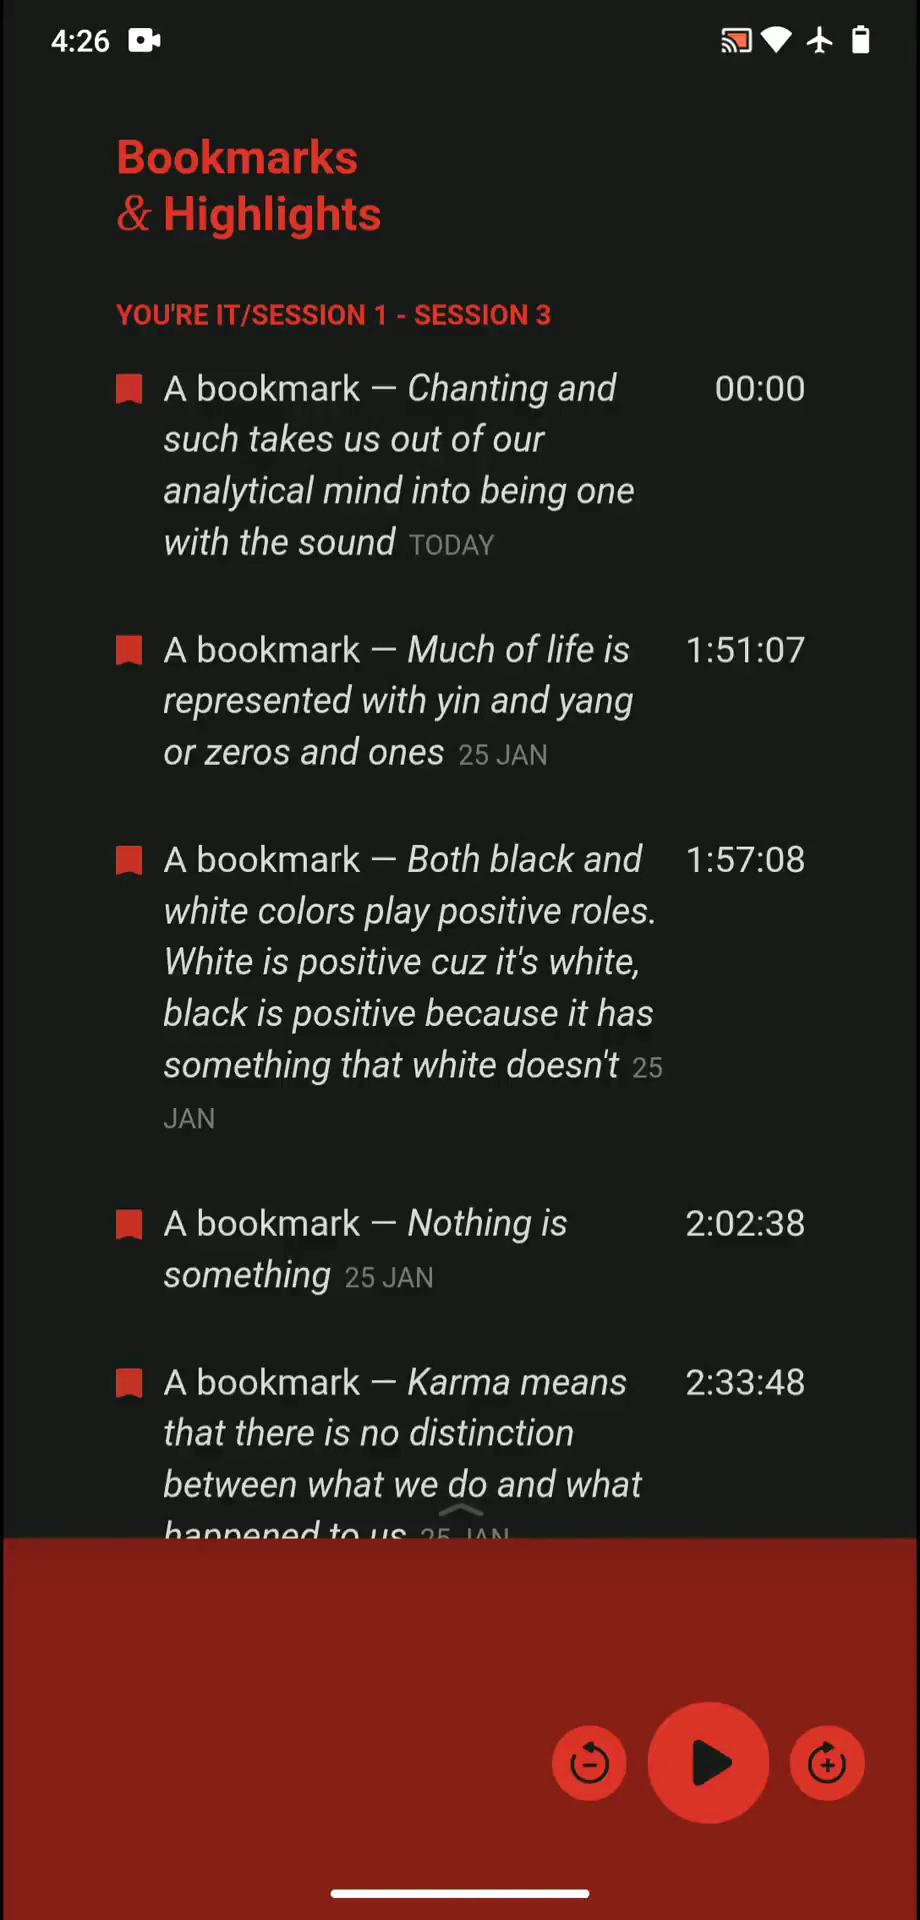 4:26
Bookmarks
& Highlights
YOU'RE IT/SESSION 1 - SESSION 3
A bookmark — Chanting and 00:00
such takes us out of our
analytical mind into being one
with the sound TODAY
A bookmark — Much of life is 1:51:07
represented with yin and yang
or zeros and ones 25 JAN
A bookmark — Both black and 1:57:08
white colors play positive roles.
White is positive cuz it's white,
black is positive because it has
something that white doesn't 25
JAN
A bookmark — Nothing is 2:02:38
something 25 JAN
A bookmark — Karma means 2:33:48
that there is no distinction
between what we do and what
happened to us 25 JAN